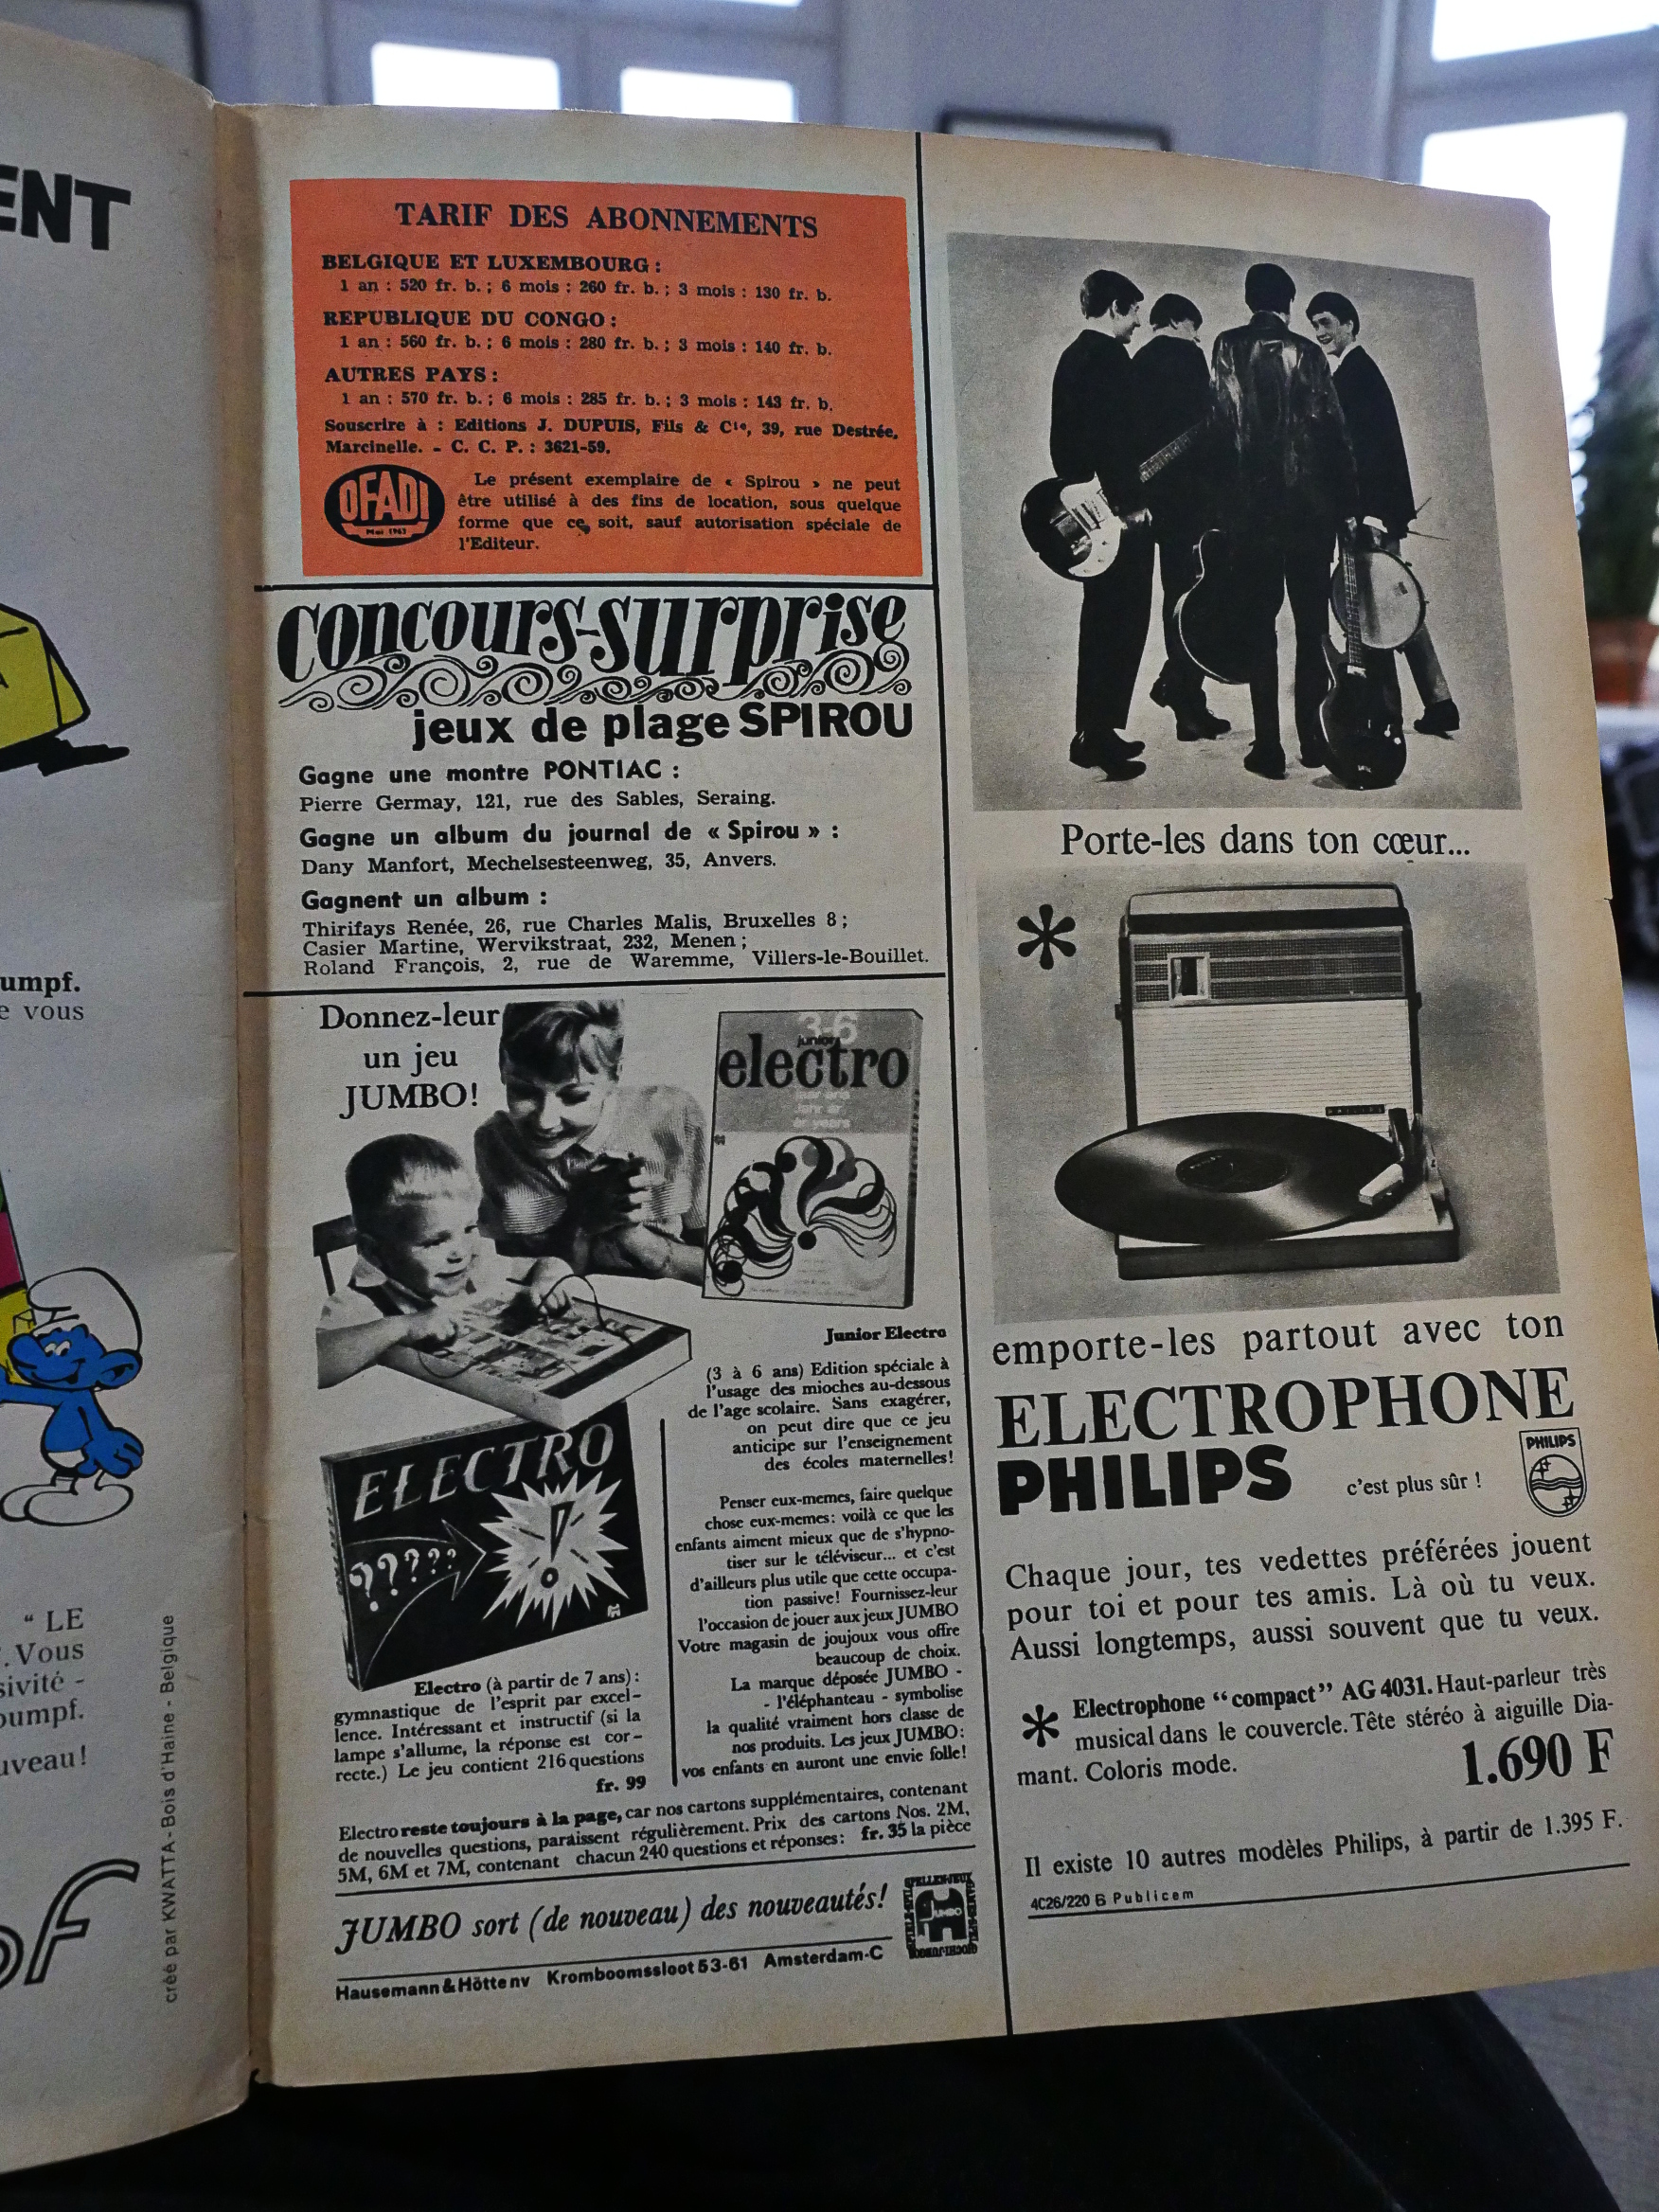 ENT
umpf.
e vous
“ LE
. Vous
sivité -
oumpf.
uveau!
créé par KWATTA - Bois d'Haine - Belgique
TARIF DES ABONNEMENTS
BELGIQUE ET LUXEMBOURG :
1 an : 520 fr. b. ; 6 mois : 260 fr. b. ; 3 mois : 130 fr. b.
REPUBLIQUE DU CONGO :
1 an : 560 fr. b. ; 6 mois : 280 fr. b. ; 3 mois : 140 fr. b.
AUTRES PAYS :
1 an : 570 fr. b. ; 6 mois : 285 fr. b. ; 3 mois : 143 fr. b.
Souscrire à : Editions J. DUPUIS, Fils & Cie, 39, rue Destrée,
Marcinelle. - C. C. P. : 3621-59.
OFADI
Le présent exemplaire de « Spirou » ne peut
être utilisé à des fins de location, sous quelque
forme que ce soit, sauf autorisation spéciale de
l'Editeur.
concours-surprise
jeux de plage SPIROU
Gagne une montre PONTIAC :
Pierre Germay, 121, rue des Sables, Seraing.
Gagne un album du journal de « Spirou » :
Dany Manfort, Mechelsesteenweg, 35, Anvers.
Gagnent un album :
Thirifays Renée, 26, rue Charles Malis, Bruxelles 8 ;
Casier Martine, Wervikstraat, 232, Menen ;
Roland François, 2, rue de Waremme, Villers-le-Bouillet.
Donnez-leur
un jeu
JUMBO!
3-6
junior
electro
Junior Electro
(3 à 6 ans) Edition spéciale à
l'usage des mioches au-dessous
de l'age scolaire. Sans exagérer,
on peut dire que ce jeu
anticipe sur l'enseignement
des écoles maternelles!
Penser eux-memes, faire quelque
chose eux-memes: voilà ce que les
enfants aiment mieux que de s'hypno-
tiser sur le téléviseur... et c'est
d'ailleurs plus utile que cette occupa-
tion passive! Fournissez-leur
l'occasion de jouer aux jeux JUMBO
Votre magasin de joujoux vous offre
beaucoup de choix.
La marque déposée JUMBO -
- l'éléphanteau - symbolise
la qualité vraiment hors classe de
nos produits. Les jeux JUMBO:
vos enfants en auront une envie folle!
ELECTRO
?????
!
Electro (à partir de 7 ans) :
gymnastique de l'esprit par excel-
lence. Intéressant et instructif (si la
lampe s'allume, la réponse est cor-
recte.) Le jeu contient 216 questions
fr. 99
Electro reste toujours à la page, car nos cartons supplémentaires, contenant
de nouvelles questions, paraissent régulièrement. Prix des cartons Nos. 2M,
5M, 6M et 7M, contenant chacun 240 questions et réponses: fr. 35 la pièce
JUMBO sort (de nouveau) des nouveautés!
JUMBO
Hausemann & Hötte nv Kromboomssloot 53-61 Amsterdam-C
Porte-les dans ton cœur...
*
PHILIPS
emporte-les partout avec ton
ELECTROPHONE
PHILIPS c'est plus sûr !
PHILIPS
Chaque jour, tes vedettes préférées jouent
pour toi et pour tes amis. Là où tu veux.
Aussi longtemps, aussi souvent que tu veux.
* Electrophone “compact” AG 4031. Haut-parleur très
musical dans le couvercle. Tête stéréo à aiguille Dia-
mant. Coloris mode.
1.690 F
Il existe 10 autres modèles Philips, à partir de 1.395 F.
4C26/220 B Publicem